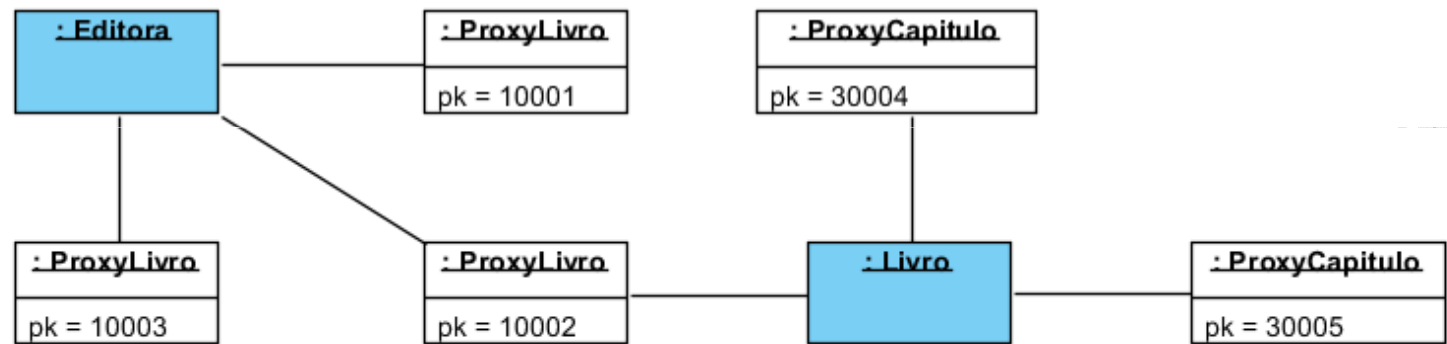 : Editora
: ProxyLivro
pk = 10001
: ProxyCapitulo
pk = 30004
: ProxyLivro
pk = 10003
: ProxyLivro
pk = 10002
: Livro
: ProxyCapitulo
pk = 30005